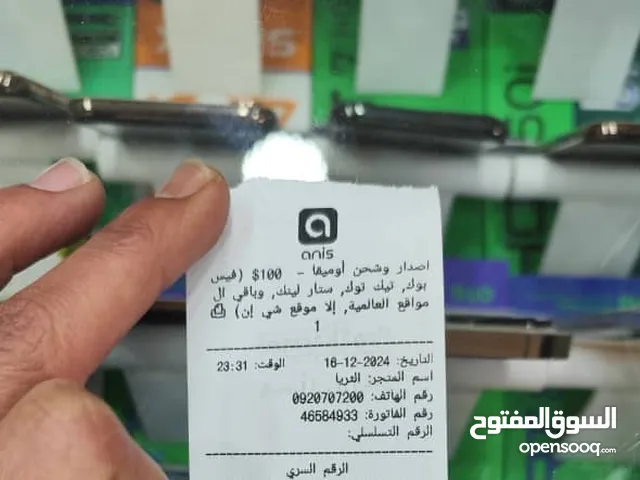 anis
اصدار وشحن أوميقا - 100$ (فيس
بوك, تيك توك, ستار لينك, وباقي ال
مواقع العالمية, إلا موقع شي إن)
1
التاريخ: 2024-12-16 الوقت: 23:31
اسم المتجر: الثريا
رقم الهاتف: 0920707200
رقم الفاتورة: 46584933
الرقم التسلسلي:
الرقم السري
السوق المفتوح
opensooq.com